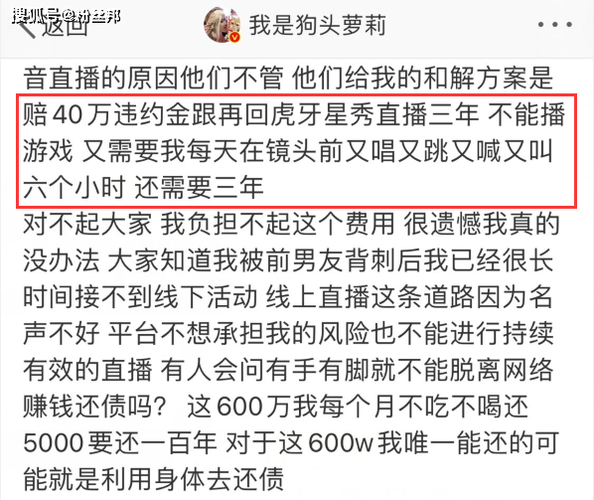 搜狐号@粉丝邦
返回
我是狗头萝莉
音直播的原因他们不管 他们给我的和解方案是
赔40万违约金跟再回虎牙星秀直播三年 不能播
游戏 又需要我每天在镜头前又唱又跳又喊又叫
六个小时 还需要三年
对不起大家 我负担不起这个费用 很遗憾我真的
没办法 大家知道我被前男友背刺后我已经很长
时间接不到线下活动 线上直播这条道路因为名
声不好 平台不想承担我的风险也不能进行持续
有效的直播 有人会问有手有脚就不能脱离网络
赚钱还债吗? 这600万我每个月不吃不喝还
5000要还一百年 对于这600w我唯一能还的可
能就是利用身体去还债